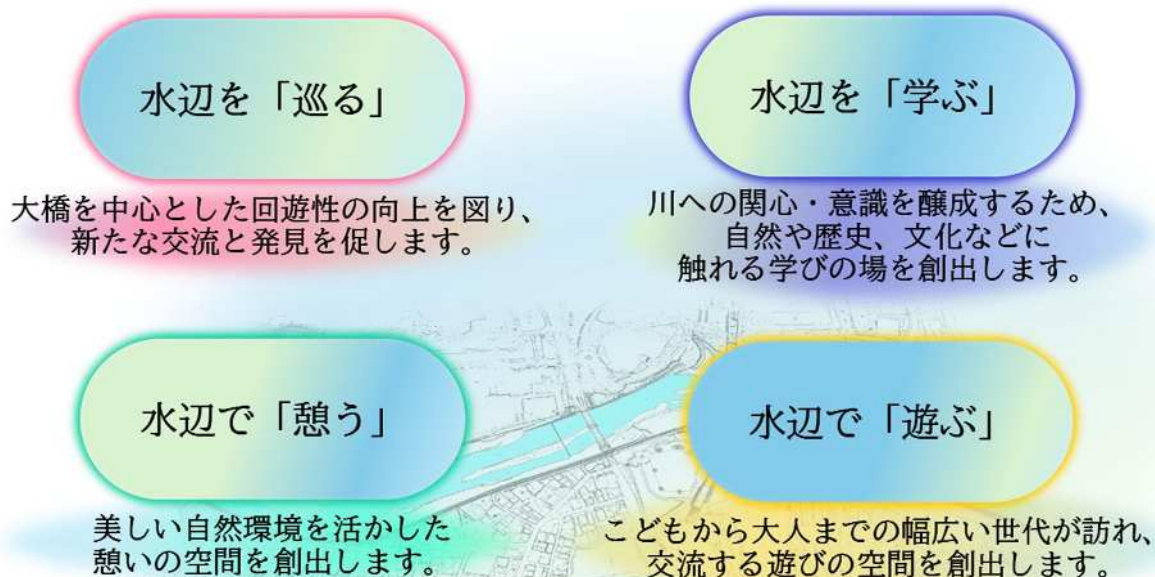 水辺を「巡る」
大橋を中心とした回遊性の向上を図り、
新たな交流と発見を促します。
水辺を「学ぶ」
川への関心・意識を醸成するため、
自然や歴史、文化などに
触れる学びの場を創出します。
水辺で「憩う」
美しい自然環境を活かした
憩いの空間を創出します。
水辺で「遊ぶ」
こどもから大人までの幅広い世代が訪れ、
交流する遊びの空間を創出します。